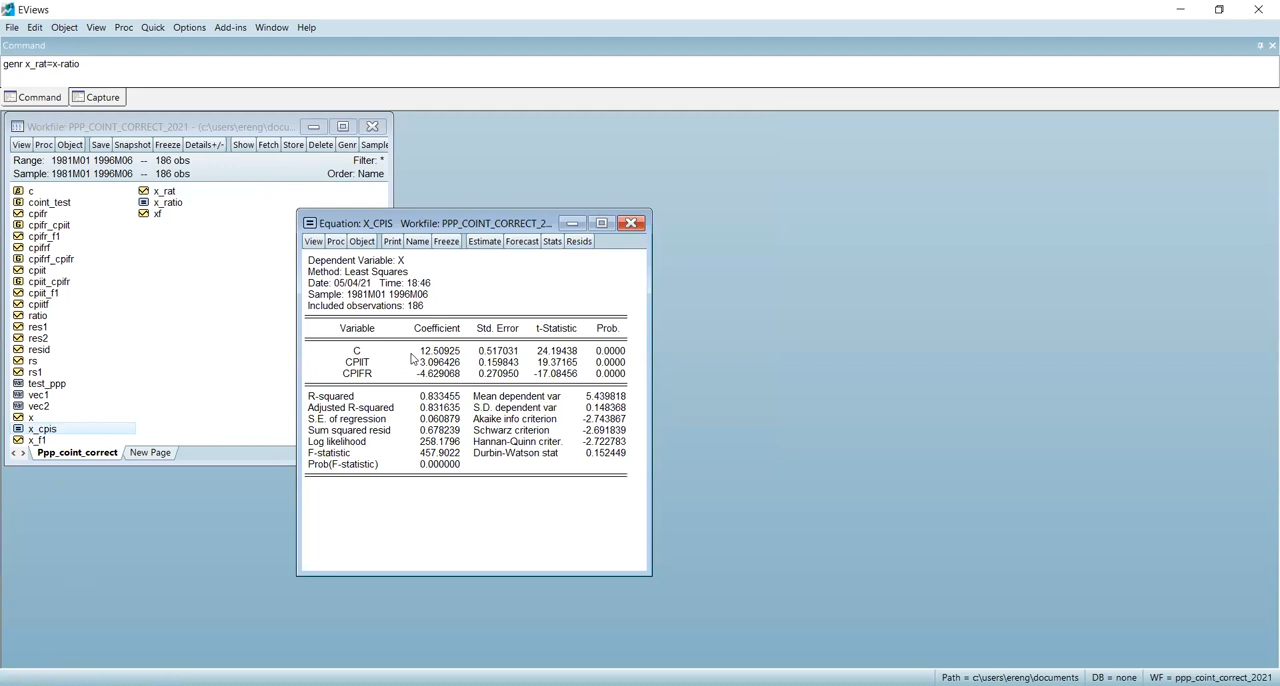 EViews
File Edit Object View Proc Quick Options Add-ins Window Help
Command
genr x_rat=x-ratio
Command Capture
Workfile: PPP_COINT_CORRECT_2021 - (c:\users\ereng\docu...
View Proc Object Save Snapshot Freeze Details+/- Show Fetch Store Delete Genr Sample
Range: 1981M01 1996M06 -- 186 obs Filter: *
Sample: 1981M01 1996M06 -- 186 obs Order: Name
c
coint_test
cpifr
cpifr_cpiit
cpifr_f1
cpifrf
cpifrf_cpifr
cpiit
cpiit_cpifr
cpiit_f1
cpiitf
ratio
res1
res2
resid
rs
rs1
test_ppp
vec1
vec2
x
x_cpis
x_f1
x_rat
x_ratio
xf
Ppp_coint_correct New Page
Equation: X_CPIS Workfile: PPP_COINT_CORRECT_2...
View Proc Object Print Name Freeze Estimate Forecast Stats Resids
Dependent Variable: X
Method: Least Squares
Date: 05/04/21 Time: 18:46
Sample: 1981M01 1996M06
Included observations: 186
Variable Coefficient Std. Error t-Statistic Prob.
C 12.50925 0.517031 24.19438 0.0000
CPIIT 3.096426 0.159843 19.37165 0.0000
CPIFR -4.629068 0.270950 -17.08456 0.0000
R-squared 0.833455 Mean dependent var 5.439818
Adjusted R-squared 0.831635 S.D. dependent var 0.148368
S.E. of regression 0.060879 Akaike info criterion -2.743867
Sum squared resid 0.678239 Schwarz criterion -2.691839
Log likelihood 258.1796 Hannan-Quinn criter. -2.722783
F-statistic 457.9022 Durbin-Watson stat 0.152449
Prob(F-statistic) 0.000000
Path = c:\users\ereng\documents DB = none WF = ppp_coint_correct_2021